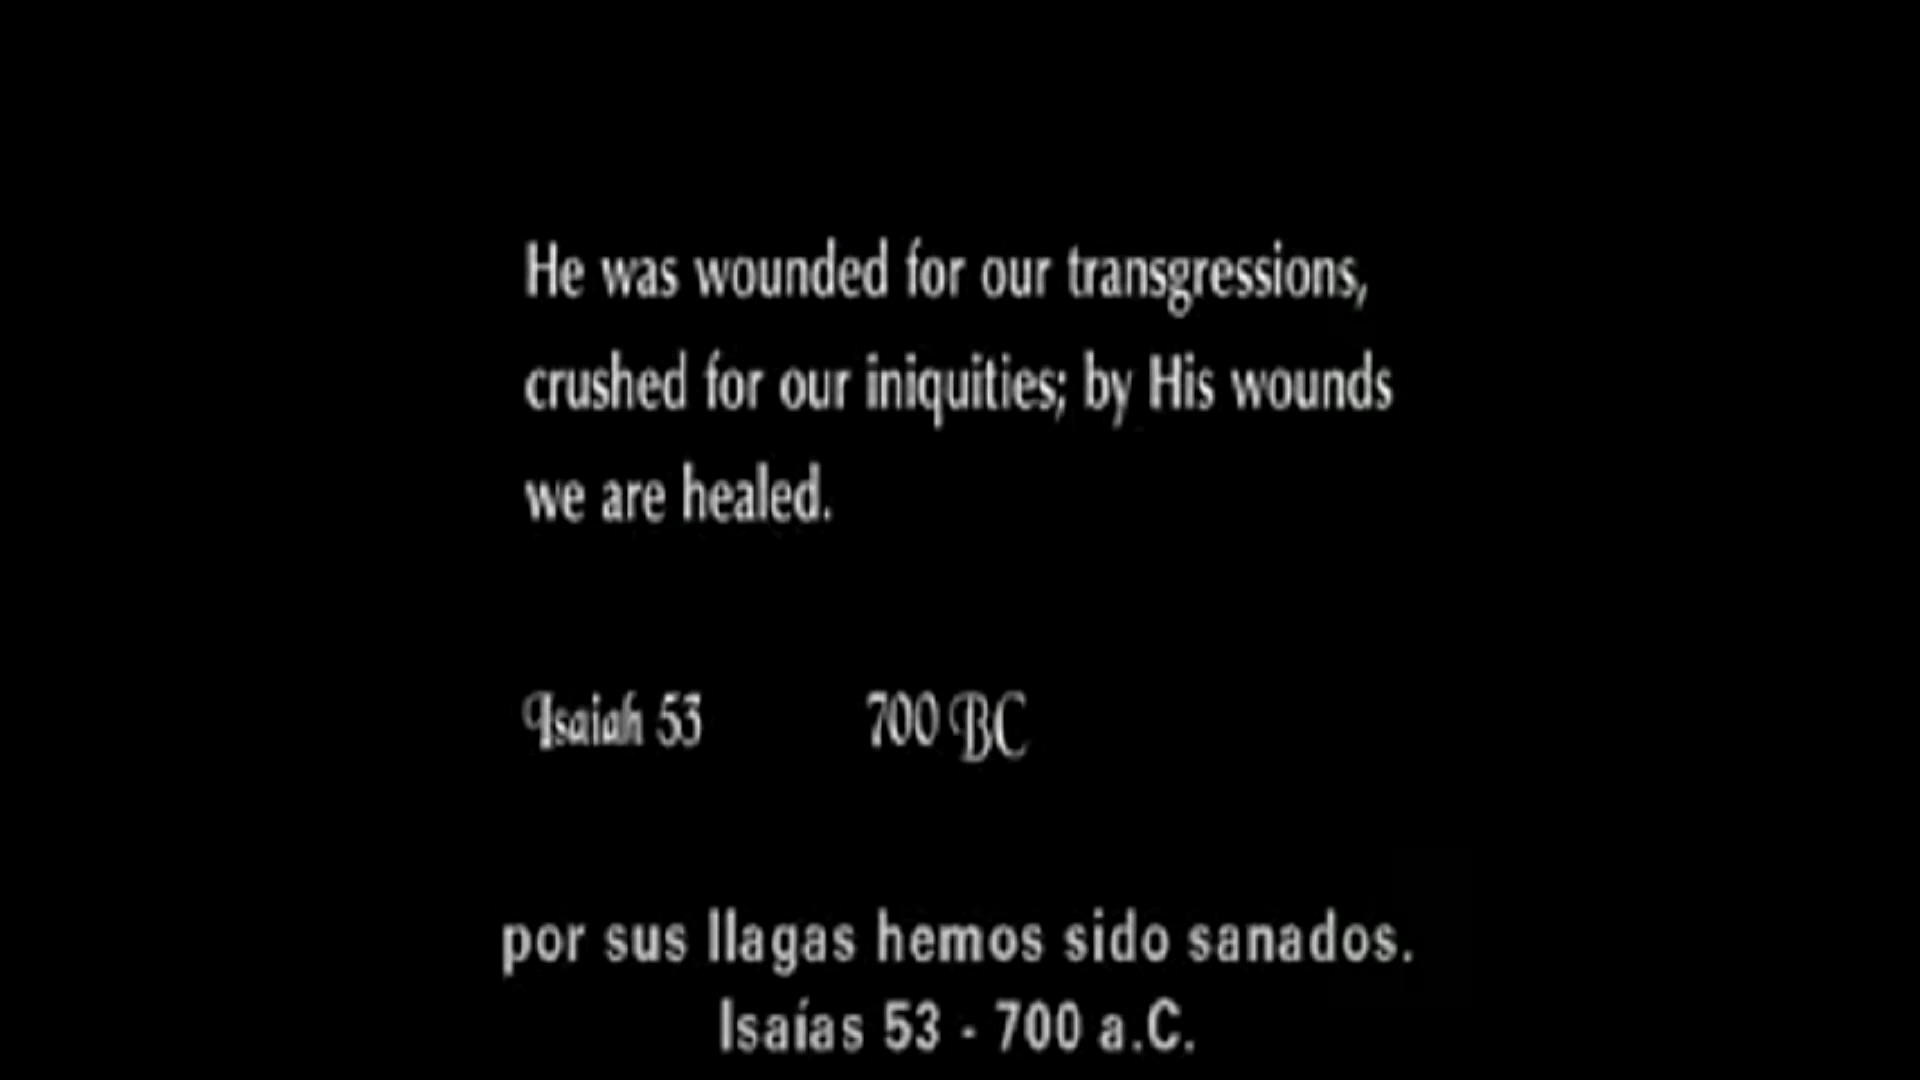 He was wounded for our transgressions,
crushed for our iniquities; by His wounds
we are healed.
Isaiah 53 700 BC
por sus llagas hemos sido sanados.
Isaías 53 - 700 a.C.